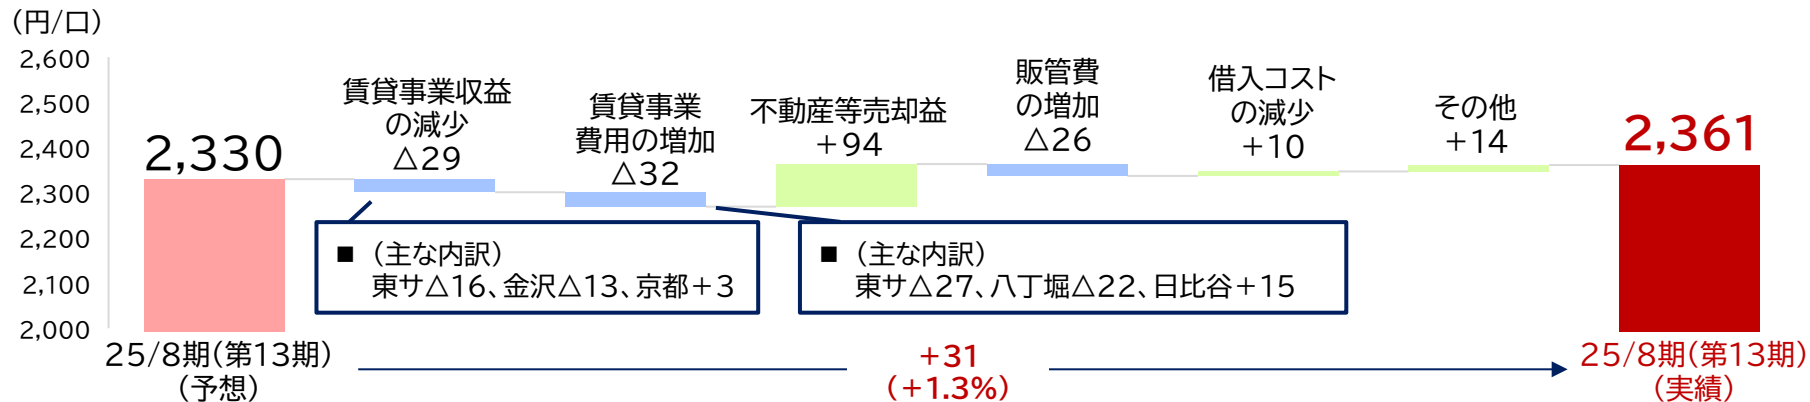 （円/口）
2,600
2,500
2,400
2,300
2,200
2,100
2,000
2,330
賃貸事業収益
の減少
△29
賃貸事業
費用の増加
△32
不動産等売却益
＋94
販管費
の増加
△26
借入コスト
の減少
＋10
その他
＋14
2,361
■ （主な内訳）
東サ△16、金沢△13、京都＋3
■ （主な内訳）
東サ△27、八丁堀△22、日比谷＋15
25/8期（第13期）
（予想）
＋31
（＋1.3%）
25/8期（第13期）
（実績）